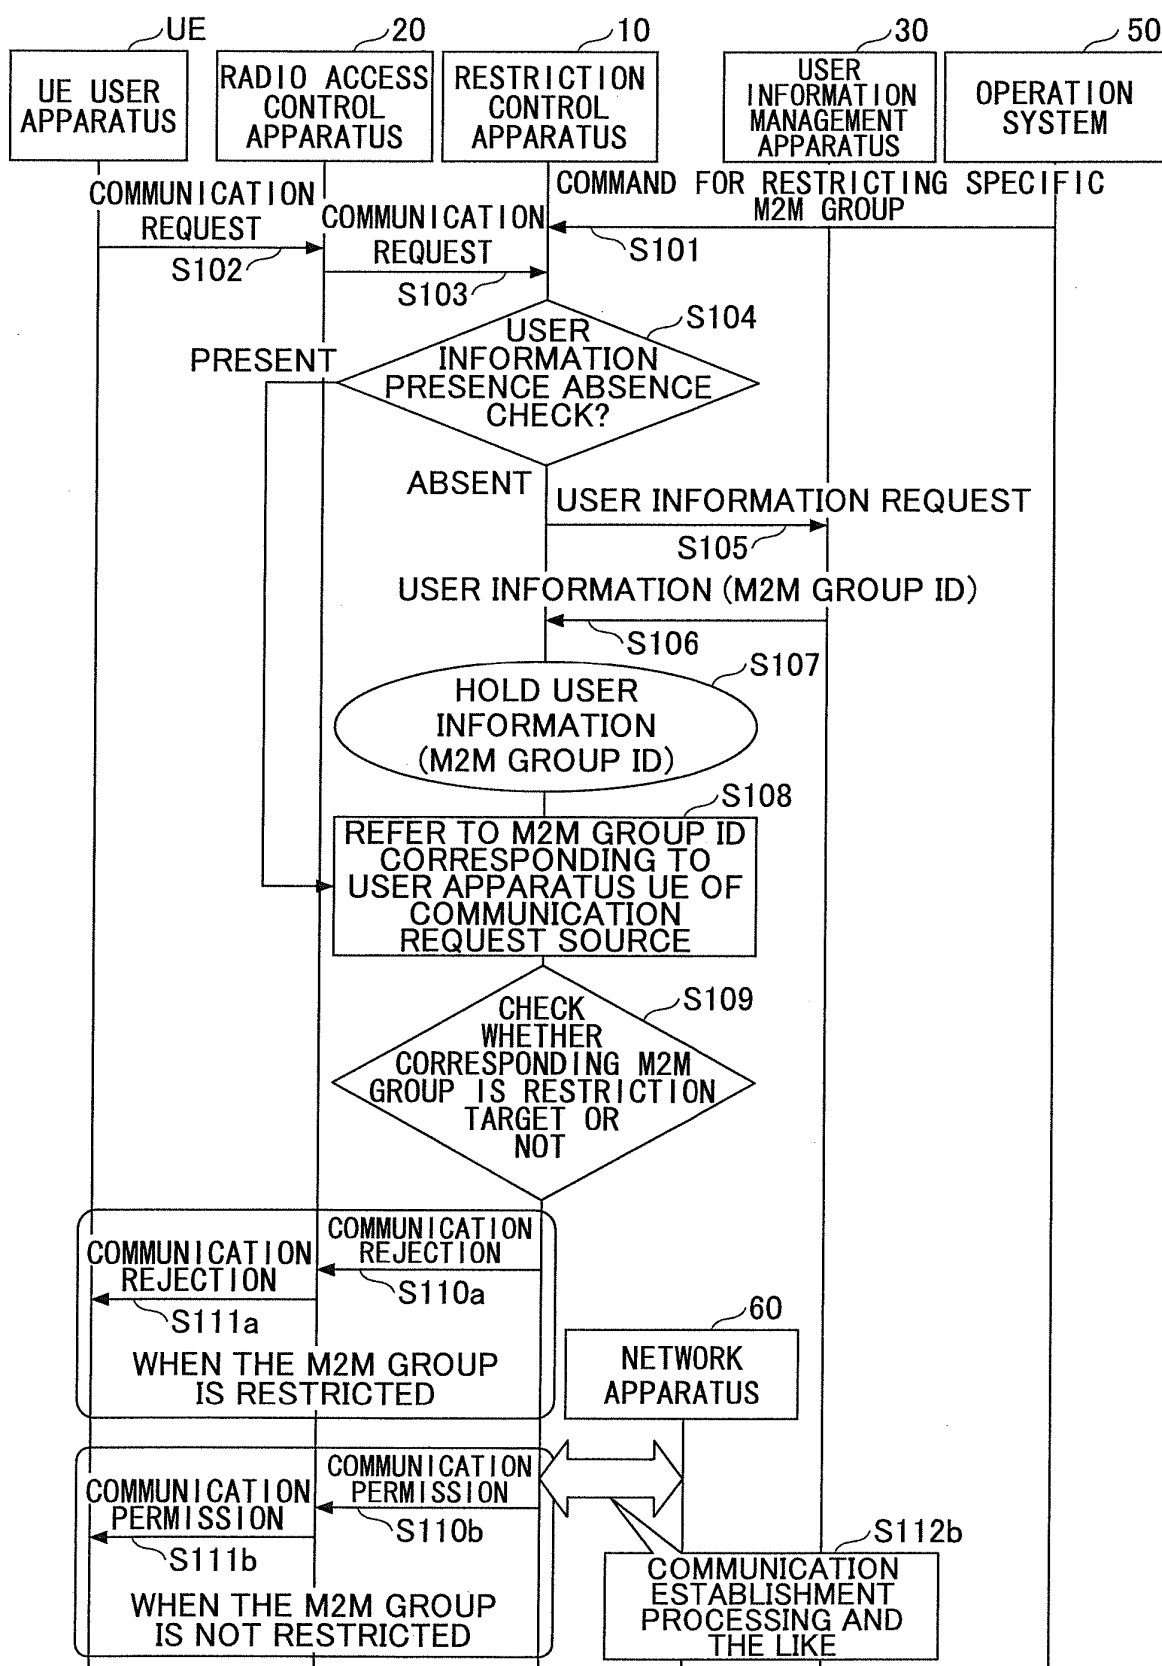 UE
20
10
30
50
UE USER
APPARATUS
RADIO ACCESS
CONTROL
APPARATUS
RESTRICTION
CONTROL
APPARATUS
USER
INFORMATION
MANAGEMENT
APPARATUS
OPERATION
SYSTEM
COMMAND FOR RESTRICTING SPECIFIC
M2M GROUP
S101
COMMUNICATION
REQUEST
S102
COMMUNICATION
REQUEST
S103
S104
USER
INFORMATION
PRESENCE ABSENCE
CHECK?
PRESENT
ABSENT
USER INFORMATION REQUEST
S105
USER INFORMATION (M2M GROUP ID)
S106
S107
HOLD USER
INFORMATION
(M2M GROUP ID)
S108
REFER TO M2M GROUP ID
CORRESPONDING TO
USER APPARATUS UE OF
COMMUNICATION
REQUEST SOURCE
S109
CHECK
WHETHER
CORRESPONDING M2M
GROUP IS RESTRICTION
TARGET OR
NOT
COMMUNICATION
REJECTION
S110a
COMMUNICATION
REJECTION
S111a
WHEN THE M2M GROUP
IS RESTRICTED
60
NETWORK
APPARATUS
COMMUNICATION
PERMISSION
S110b
COMMUNICATION
PERMISSION
S111b
WHEN THE M2M GROUP
IS NOT RESTRICTED
S112b
COMMUNICATION
ESTABLISHMENT
PROCESSING AND
THE LIKE